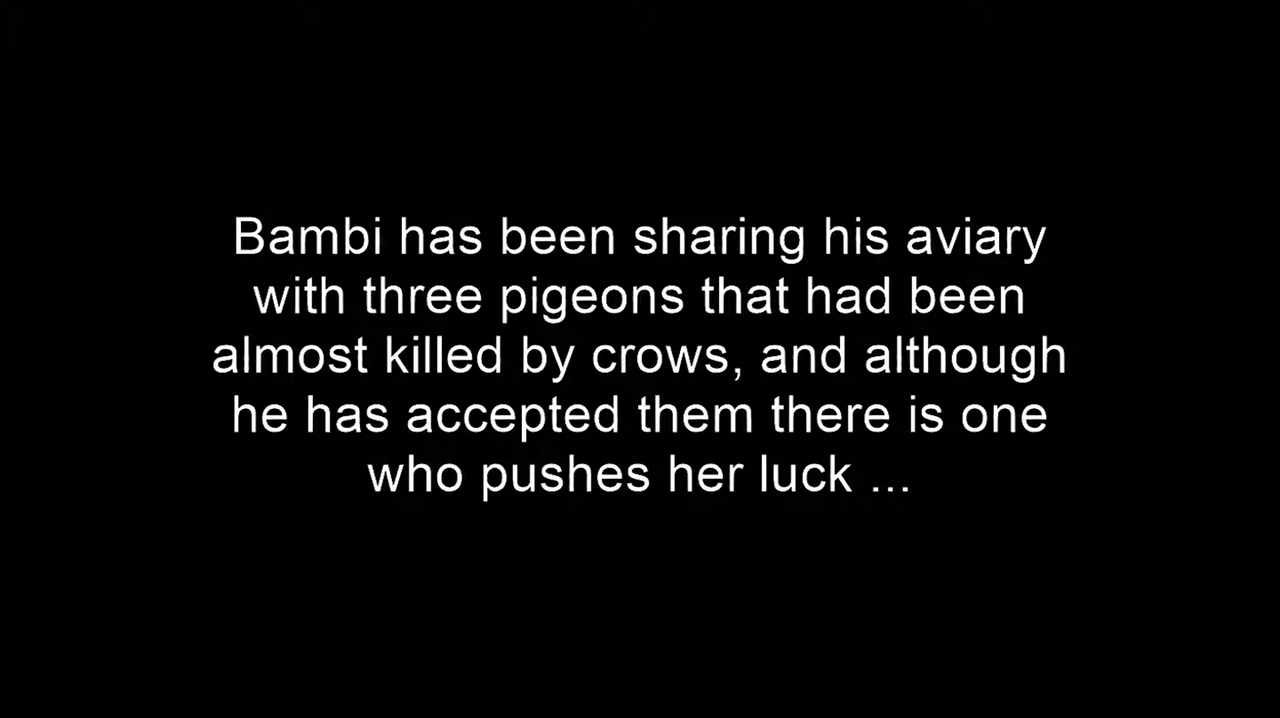 Bambi has been sharing his aviary
with three pigeons that had been
almost killed by crows, and although
he has accepted them there is one
who pushes her luck ...